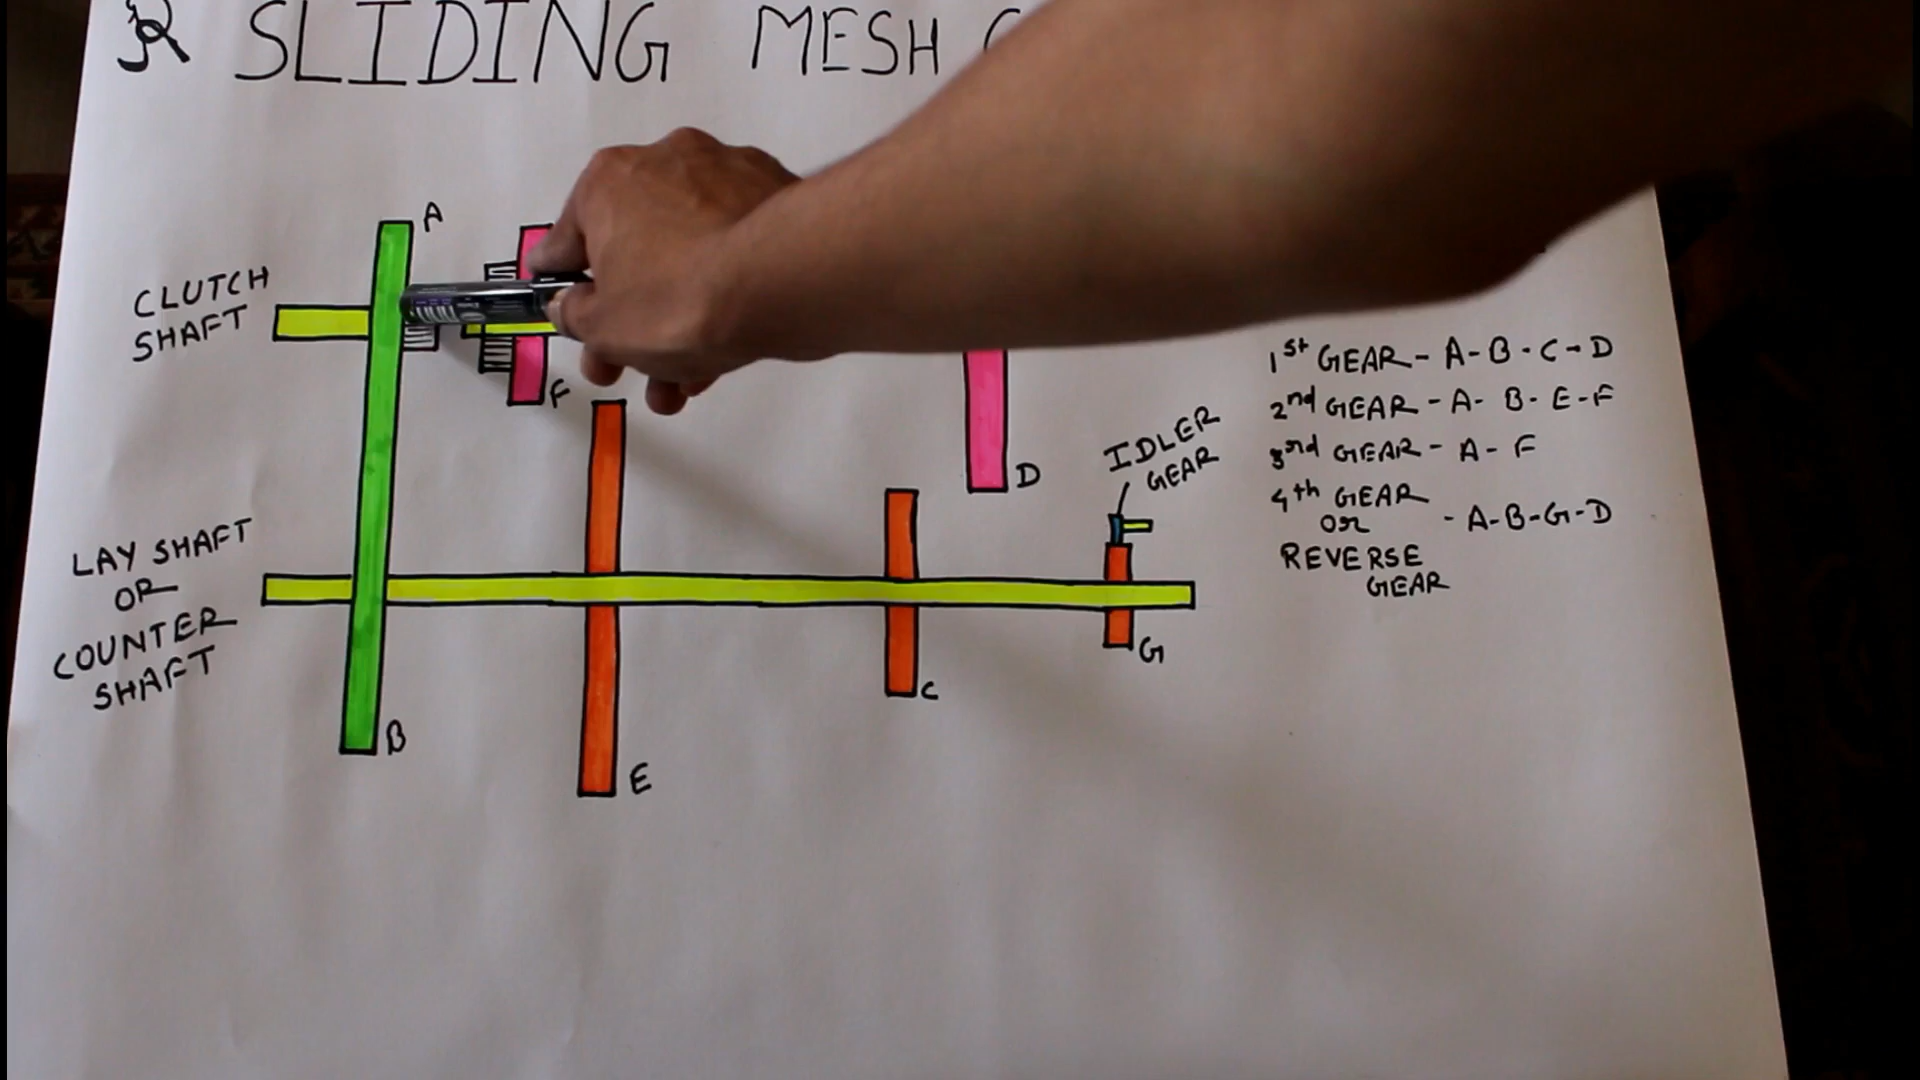 SLIDING MESH
A
CLUTCH
SHAFT
F
D
IDLER
GEAR
LAY SHAFT
OR
COUNTER
SHAFT
B
E
C
G
1st GEAR - A-B-C-D
2nd GEAR - A-B-E-F
3rd GEAR - A-F
4th GEAR
OR - A-B-G-D
REVERSE
GEAR